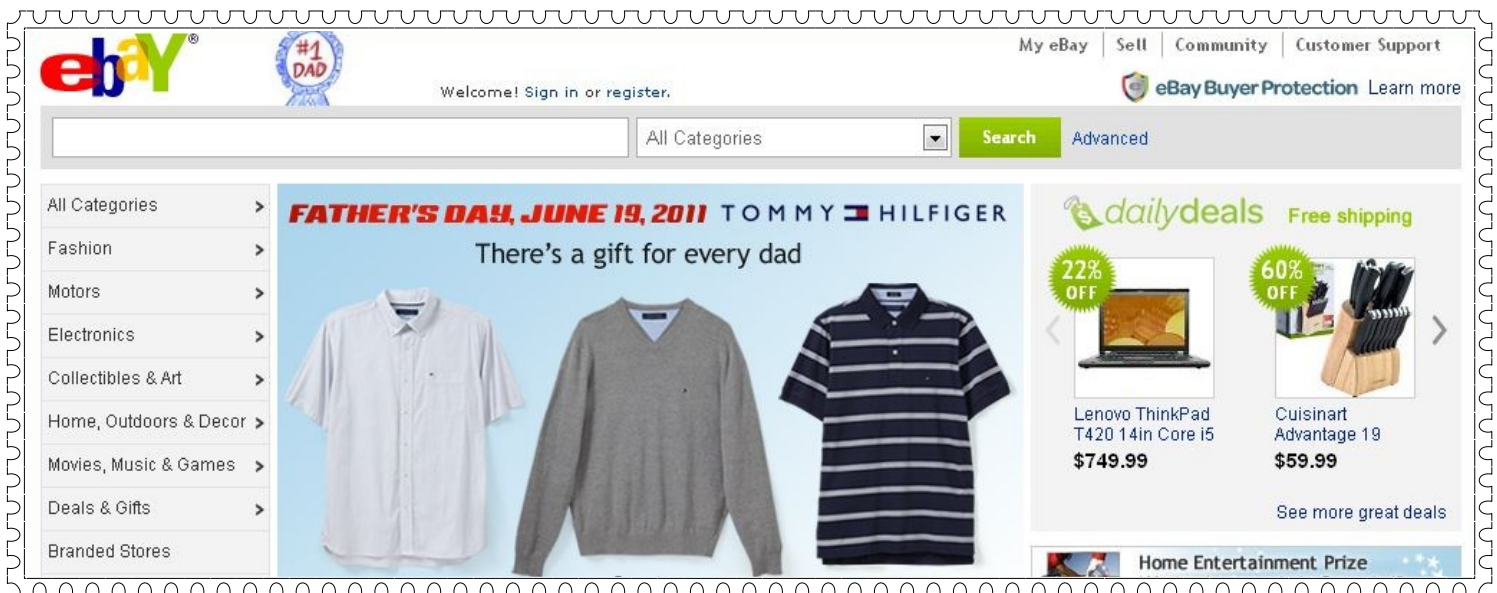 ebaY®
#1
DAD
Welcome! Sign in or register.
My eBay Sell Community Customer Support
eBay Buyer Protection Learn more
All Categories
Search
Advanced
All Categories
Fashion
Motors
Electronics
Collectibles & Art
Home, Outdoors & Decor
Movies, Music & Games
Deals & Gifts
Branded Stores
FATHER'S DAY, JUNE 19, 2011 TOMMY HILFIGER
There's a gift for every dad
dailydeals Free shipping
22%
OFF
Lenovo ThinkPad
T420 14in Core i5
$749.99
60%
OFF
Cuisinart
Advantage 19
$59.99
See more great deals
Home Entertainment Prize